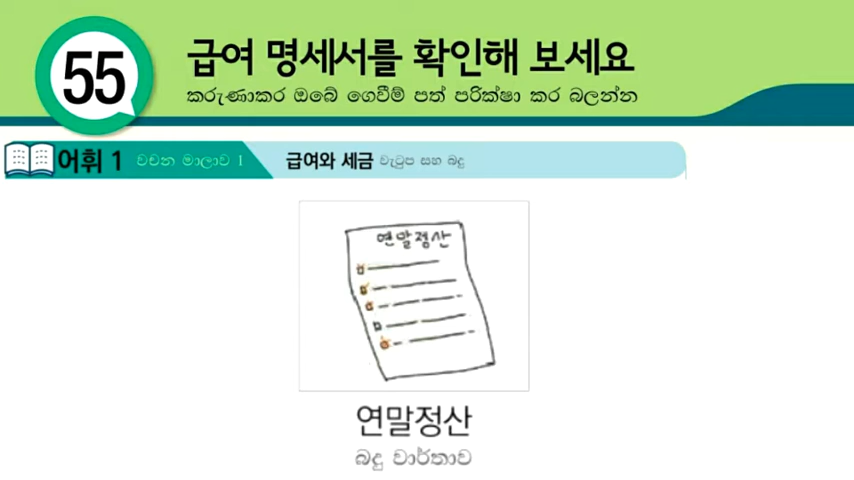 55
급여 명세서를 확인해 보세요
කරුණාකර ඔබේ ගෙවීම් පත් පරික්ෂා කර බලන්න
어휘 1 වචන මාලාව 1 급여와 세금 වැටුප සහ බදු
연말정산
연말정산
බදු වාර්තාව